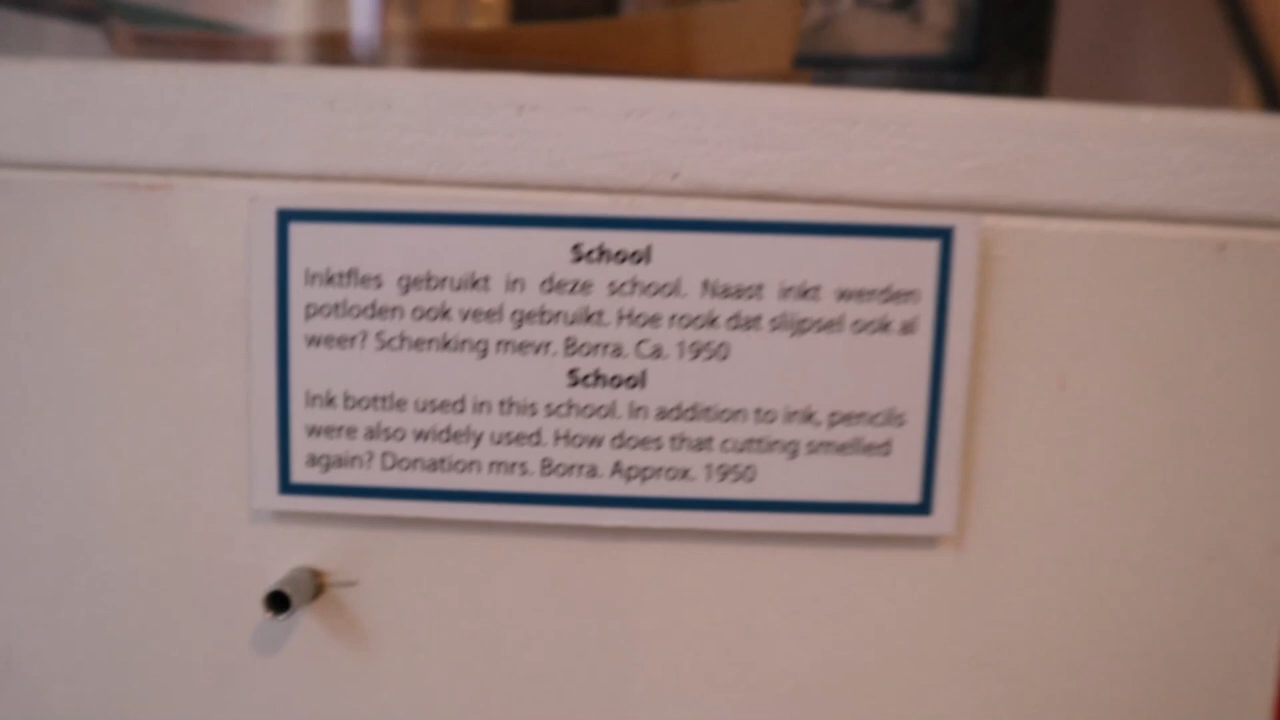 School
Inktfles gebruikt in deze school. Naast inkt werden
potloden ook veel gebruikt. Hoe rook dat slijpsel ook al
weer? Schenking mevr. Borra. Ca. 1950
School
Ink bottle used in this school. In addition to ink, pencils
were also widely used. How does that cutting smelled
again? Donation mrs. Borra. Approx. 1950